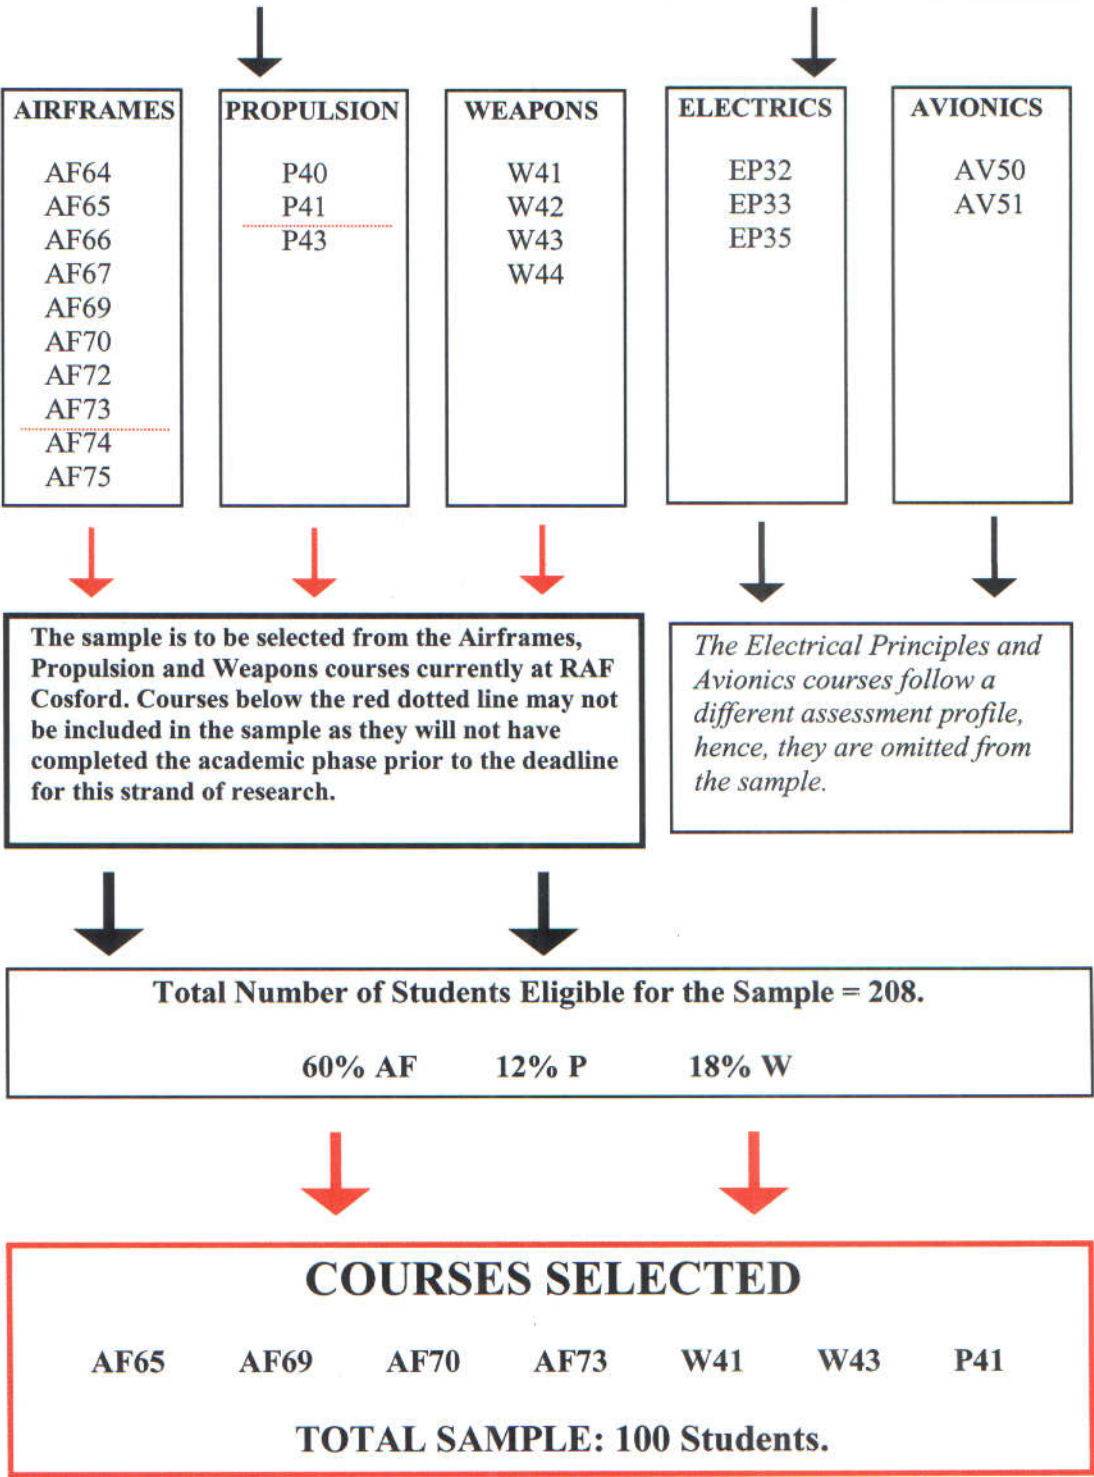 AIRFRAMES
AF64
AF65
AF66
AF67
AF69
AF70
AF72
AF73
AF74
AF75
PROPULSION
P40
P41
P43
WEAPONS
W41
W42
W43
W44
ELECTRICS
EP32
EP33
EP35
AVIONICS
AV50
AV51
The sample is to be selected from the Airframes,
Propulsion and Weapons courses currently at RAF
Cosford. Courses below the red dotted line may not
be included in the sample as they will not have
completed the academic phase prior to the deadline
for this strand of research.
The Electrical Principles and
Avionics courses follow a
different assessment profile,
hence, they are omitted from
the sample.
Total Number of Students Eligible for the Sample = 208.
60% AF 12% P 18% W
COURSES SELECTED
AF65 AF69 AF70 AF73 W41 W43 P41
TOTAL SAMPLE: 100 Students.